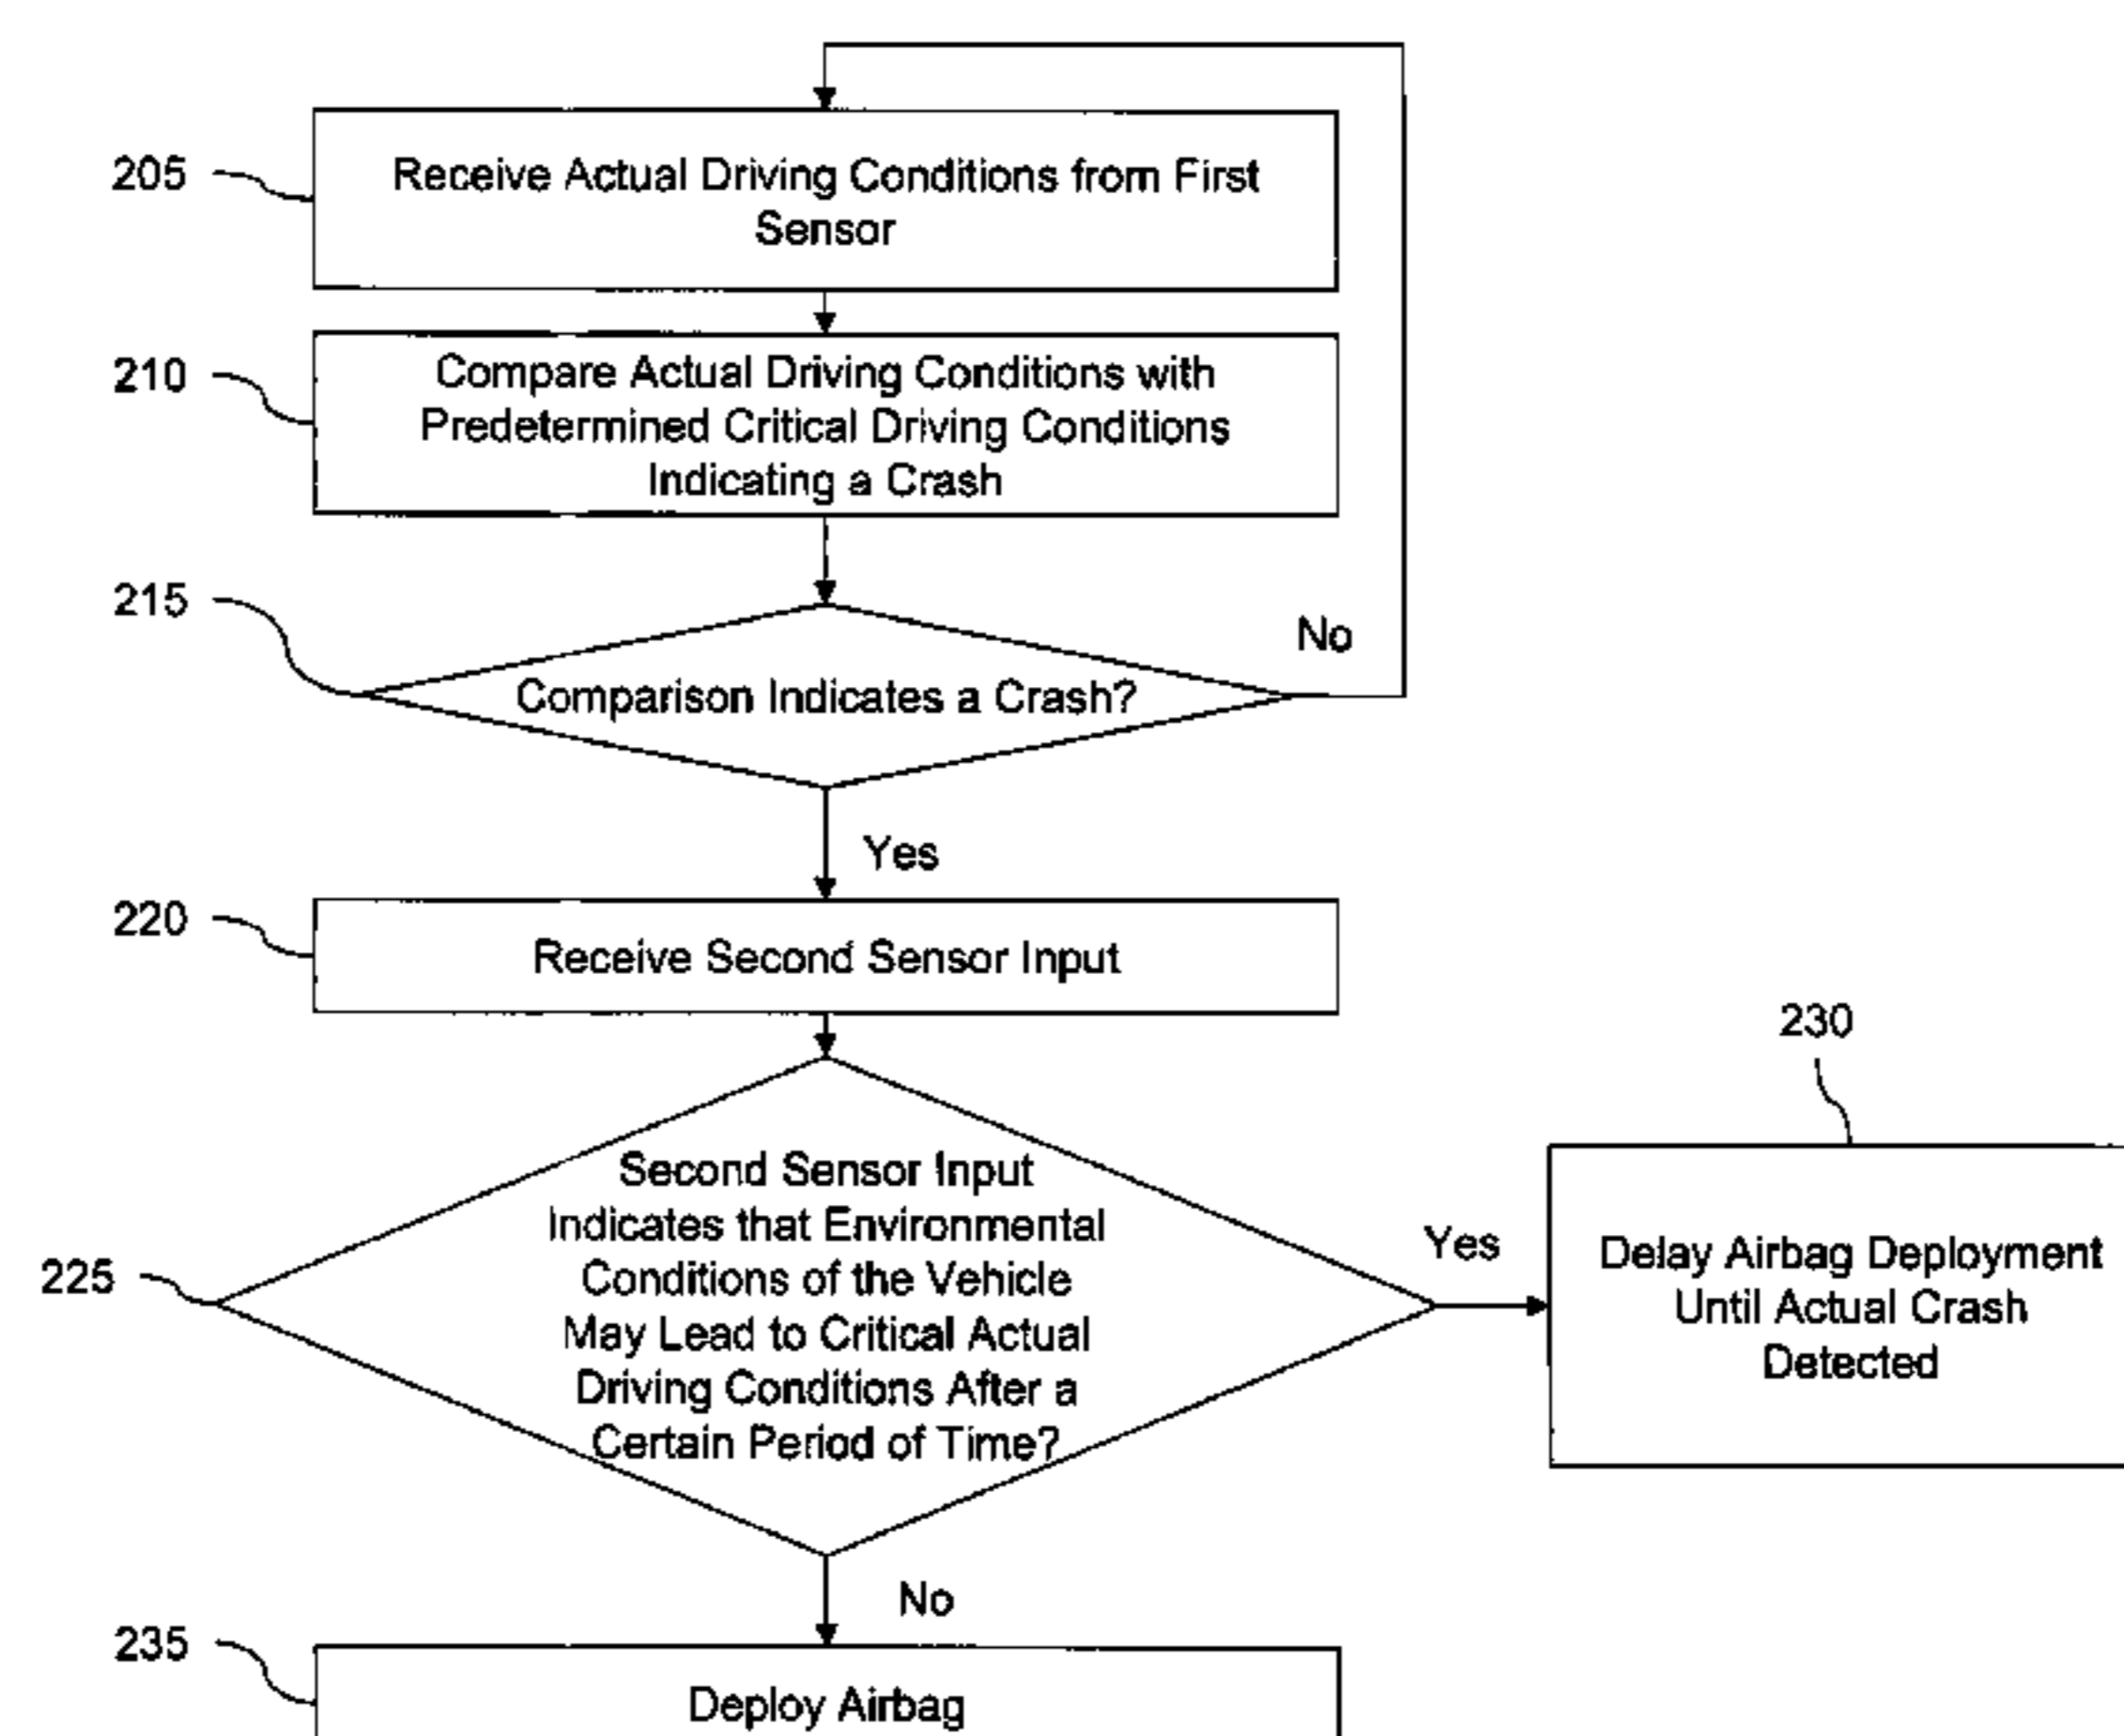 205
Receive Actual Driving Conditions from First
Sensor
210
Compare Actual Driving Conditions with
Predetermined Critical Driving Conditions
Indicating a Crash
215
Comparison Indicates a Crash?
No
Yes
220
Receive Second Sensor Input
225
Second Sensor Input
Indicates that Environmental
Conditions of the Vehicle
May Lead to Critical Actual
Driving Conditions After a
Certain Period of Time?
Yes
230
Delay Airbag Deployment
Until Actual Crash
Detected
No
235
Deploy Airbag